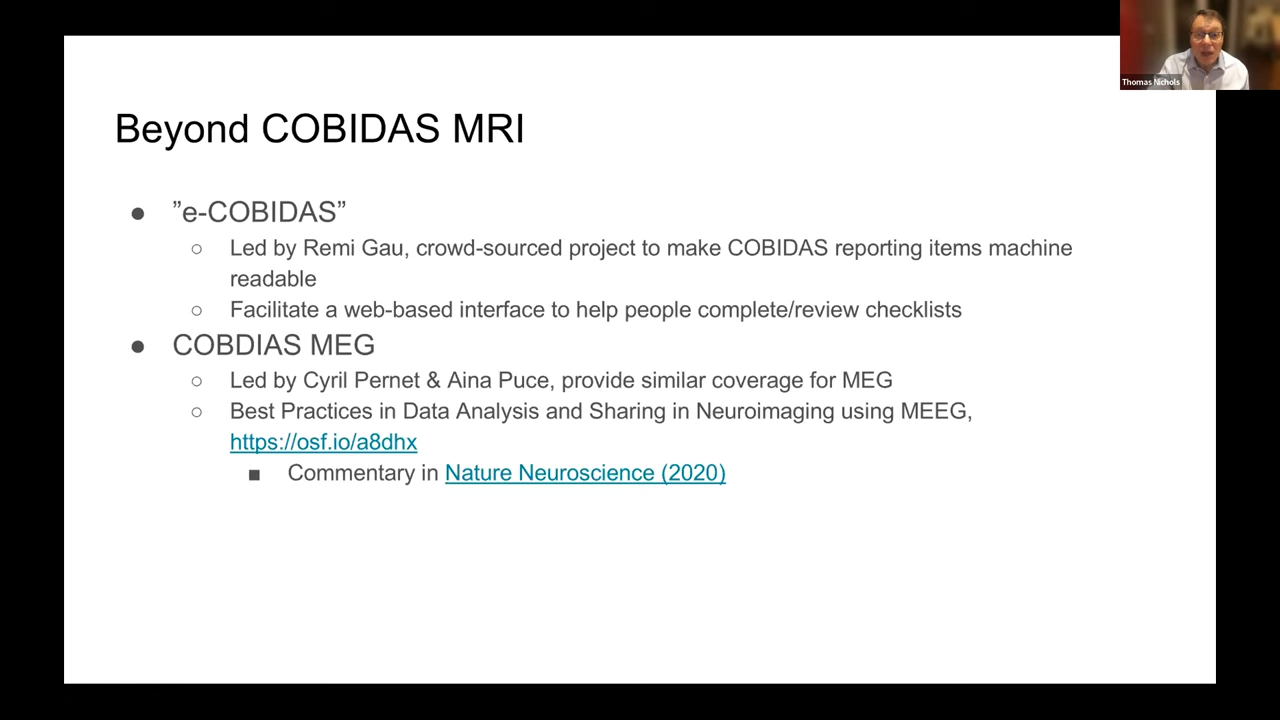 Thomas Nichols
Beyond COBIDAS MRI
● ”e-COBIDAS”
○ Led by Remi Gau, crowd-sourced project to make COBIDAS reporting items machine
readable
○ Facilitate a web-based interface to help people complete/review checklists
● COBDIAS MEG
○ Led by Cyril Pernet & Aina Puce, provide similar coverage for MEG
○ Best Practices in Data Analysis and Sharing in Neuroimaging using MEEG,
https://osf.io/a8dhx
■ Commentary in Nature Neuroscience (2020)